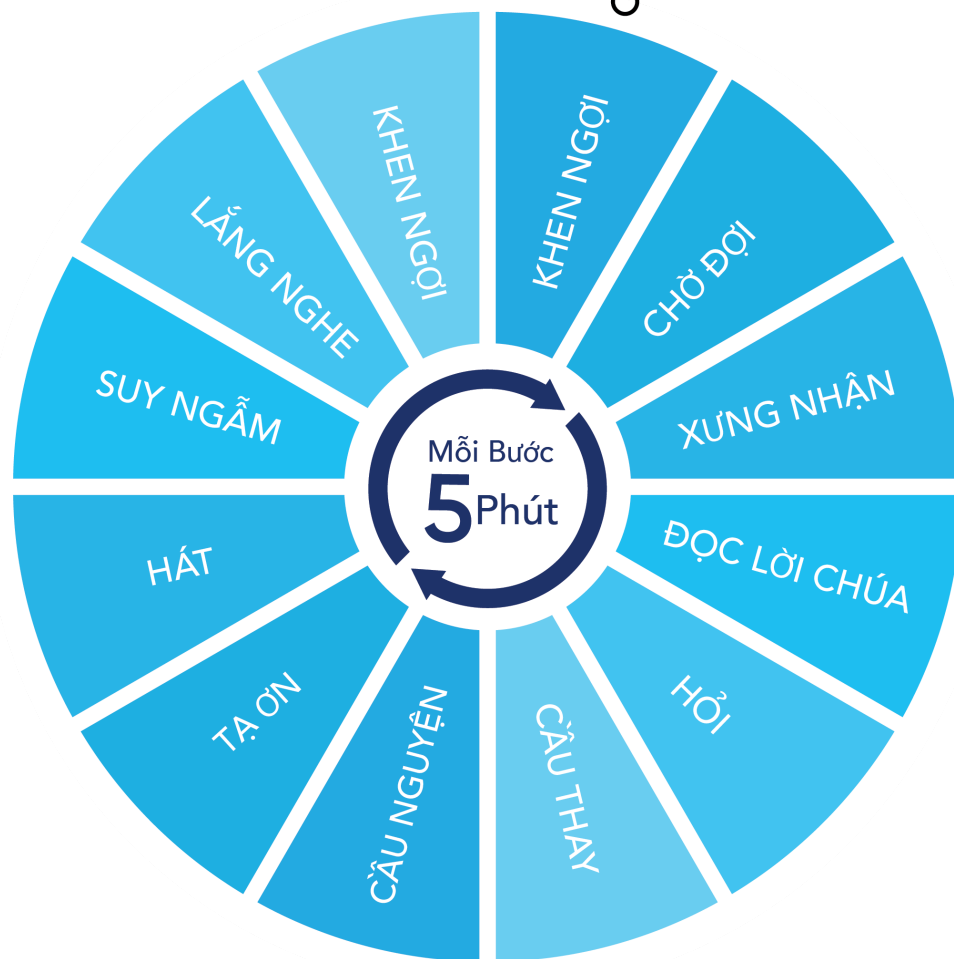 KHEN NGỢI
CHỜ ĐỢI
XƯNG NHẬN
ĐỌC LỜI CHÚA
HỎI
CẦU THAY
CẦU NGUYỆN
TẠ ƠN
HÁT
SUY NGẪM
LẮNG NGHE
KHEN NGỢI
Mỗi Bước
5 Phút